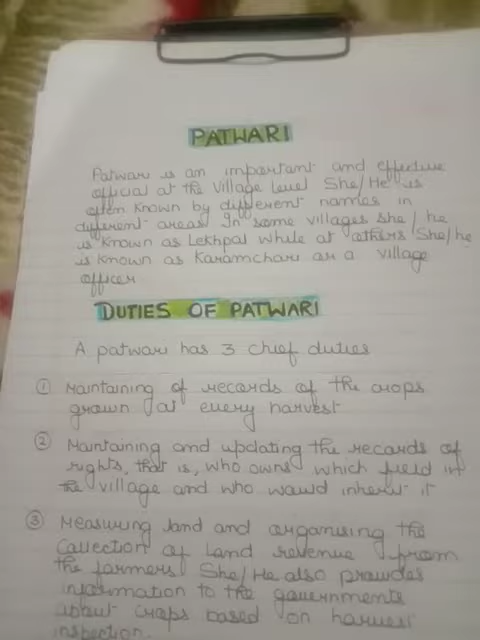 PATWARI
Patwari is an important and effective
official at the village level She/He is
often known by different names in
different areas In some villages she/he
is known as Lekhpal while at others She/he
is known as Karamchari or a village
officer
DUTIES OF PATWARI
A patwari has 3 chief duties
① Maintaining of records of the crops
grown at every harvest
② Maintaining and updating the records of
rights, that is, who owns which field in
the village and who would inherit it
③ Measuring land and organising the
collection of land revenue from
the farmers She/He also provides
information to the governments
about crops based on harvest
inspection.